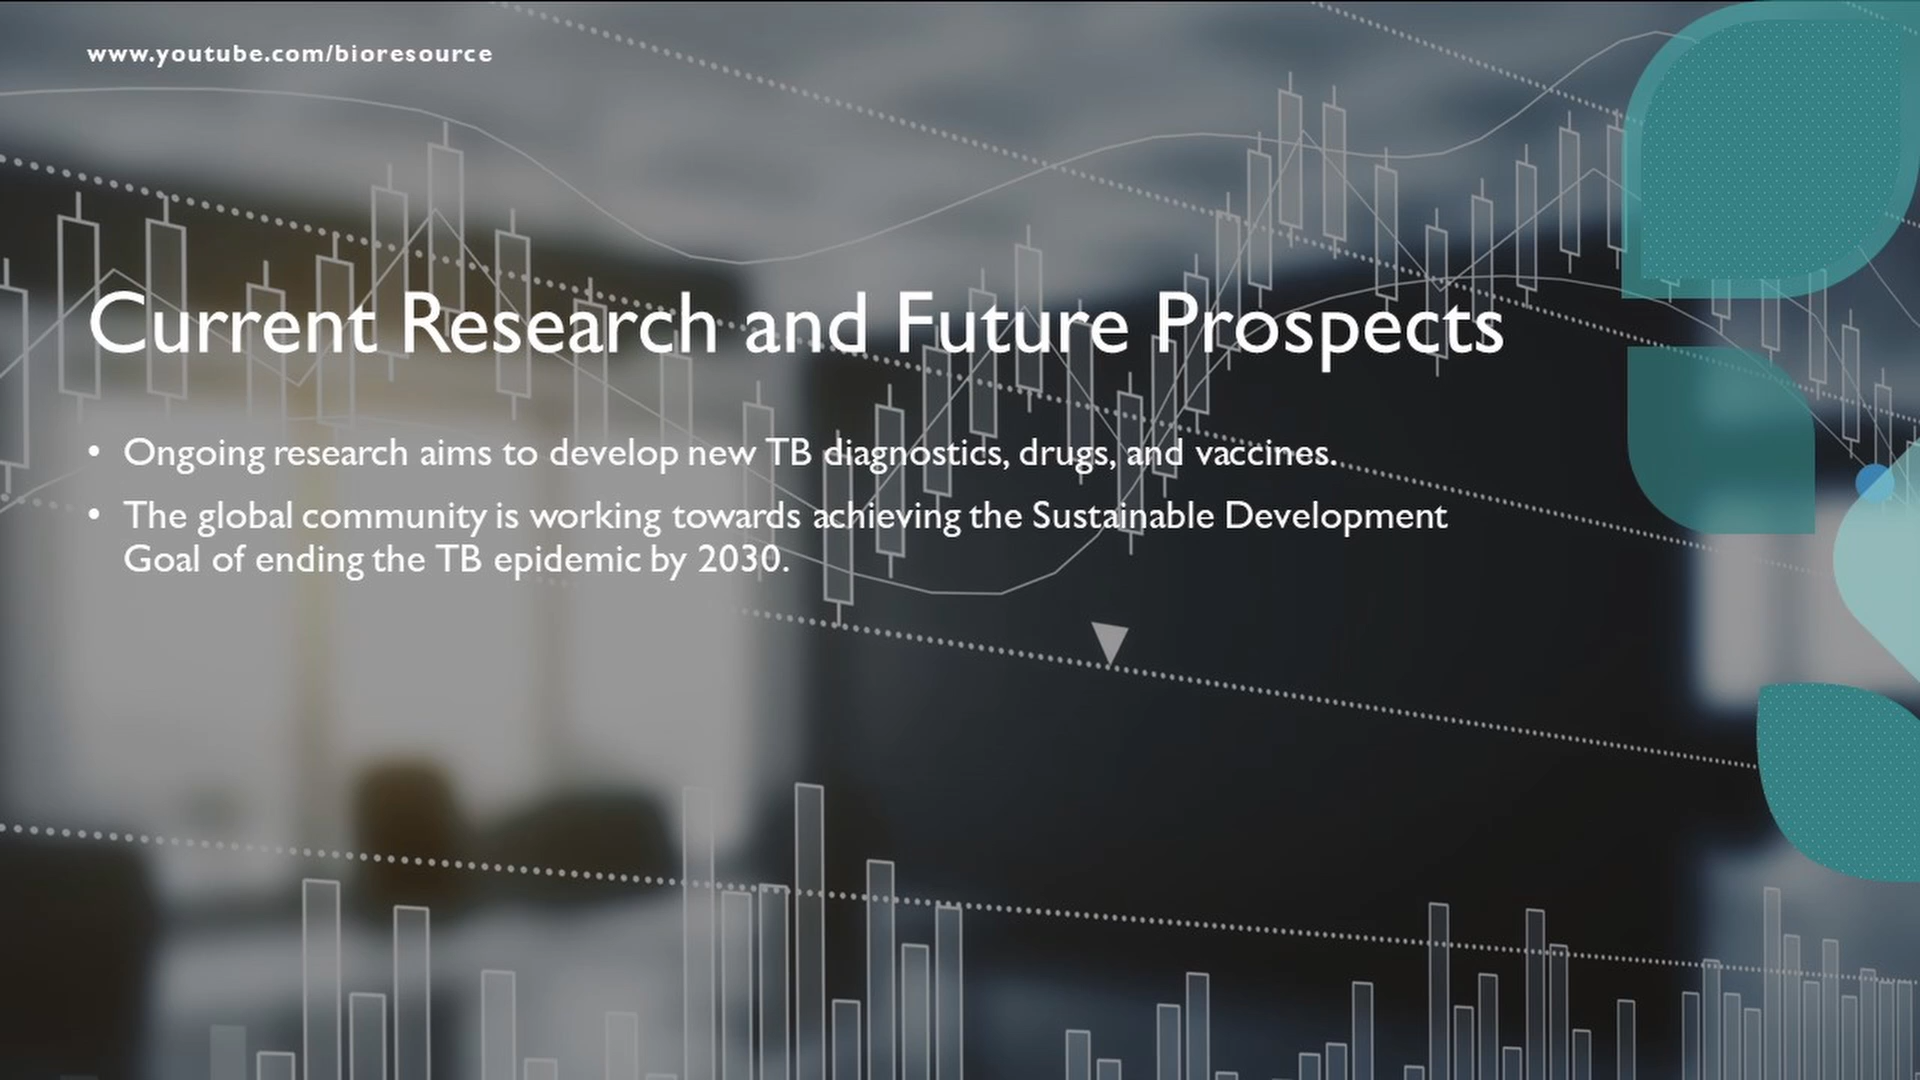 www.youtube.com/bioresource
Current Research and Future Prospects
• Ongoing research aims to develop new TB diagnostics, drugs, and vaccines.
• The global community is working towards achieving the Sustainable Development
Goal of ending the TB epidemic by 2030.